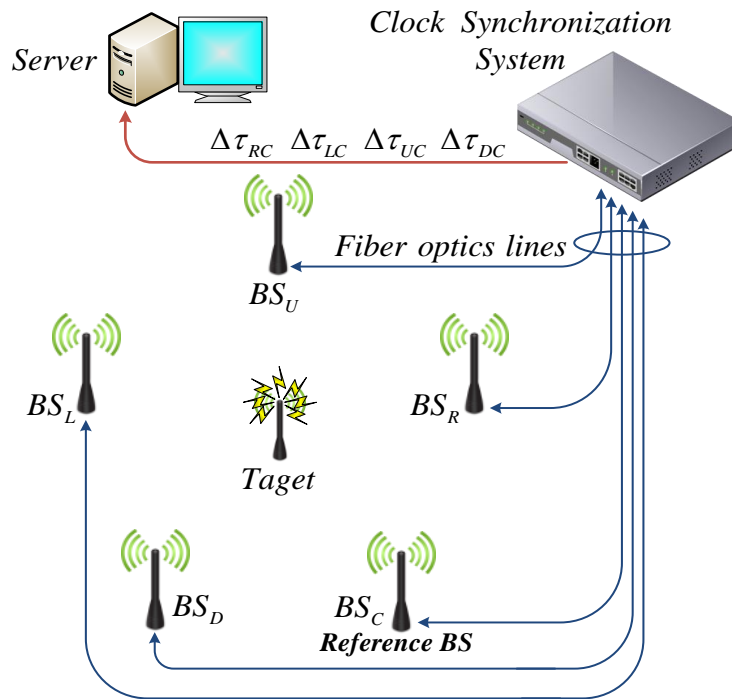 Clock Synchronization
System
Server
Δτ_RC Δτ_LC Δτ_UC Δτ_DC
Fiber optics lines
BS_U
BS_L
BS_R
Taget
BS_D
BS_C
Reference BS